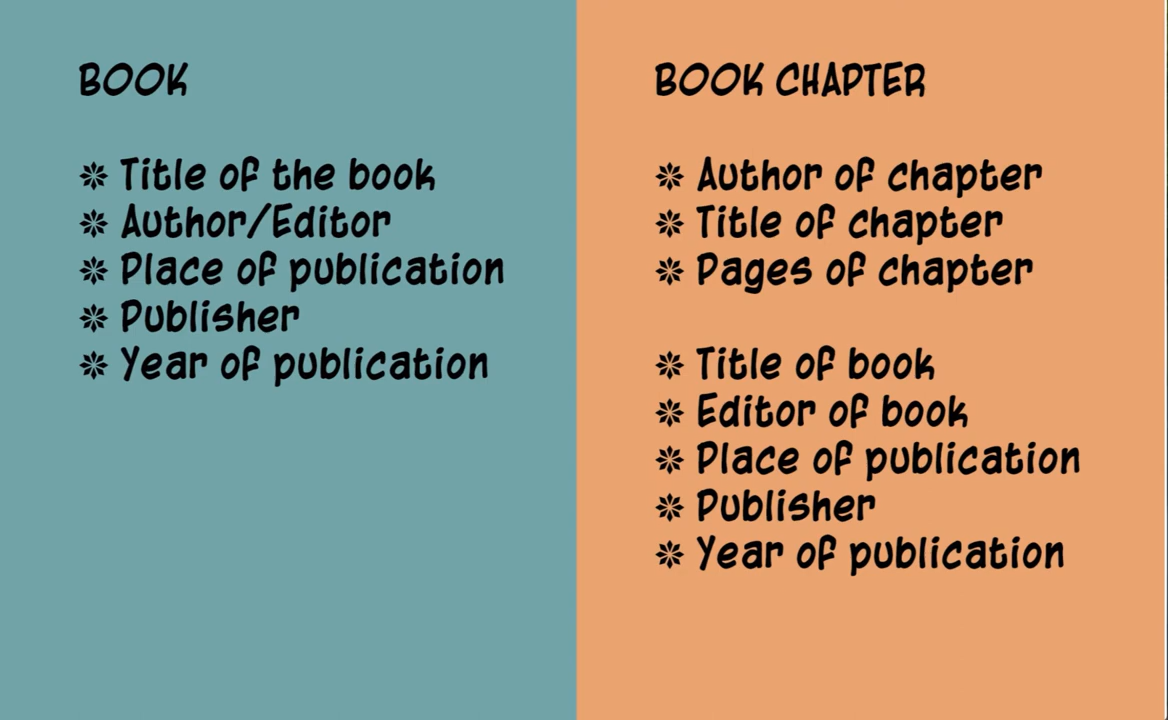 BOOK
Title of the book
Author/Editor
Place of publication
Publisher
Year of publication
BOOK CHAPTER
Author of chapter
Title of chapter
Pages of chapter
Title of book
Editor of book
Place of publication
Publisher
Year of publication